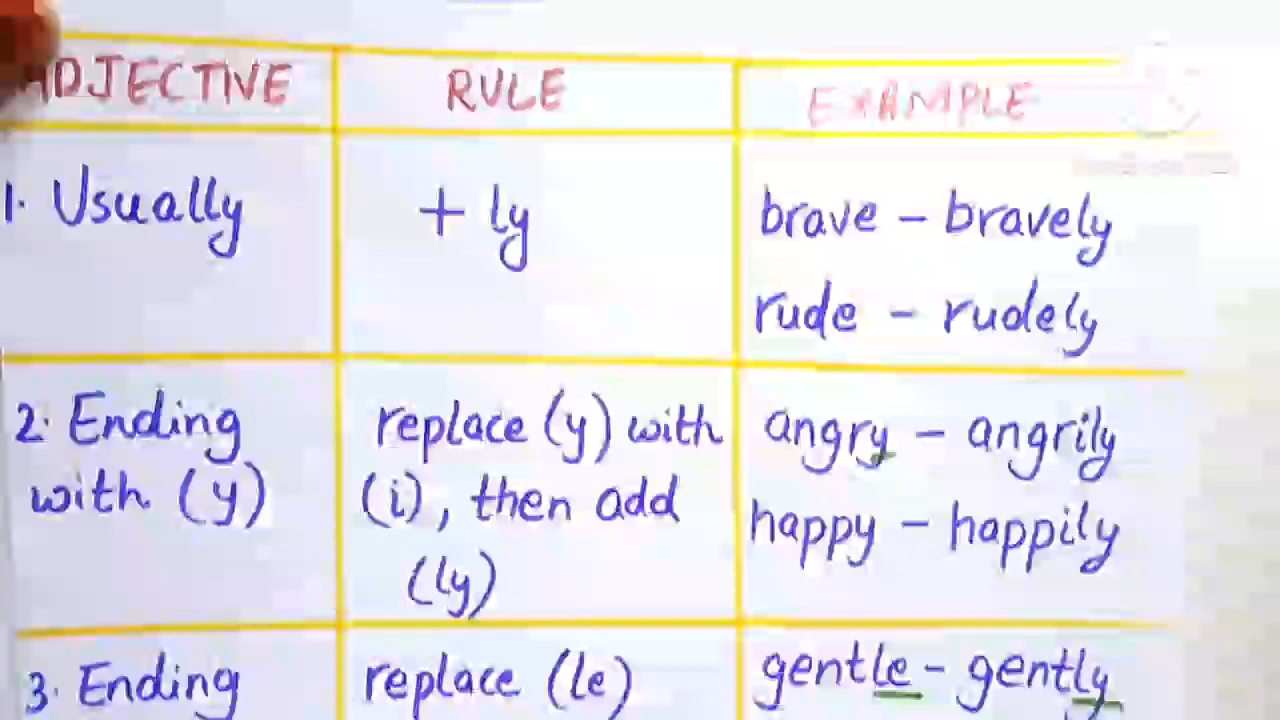 ADJECTIVE RULE EXAMPLE
1. Usually + ly brave - bravely
rude - rudely
2. Ending replace (y) with angry - angrily
with (y) (i), then add happy - happily
(ly)
3. Ending replace (le) gentle - gently